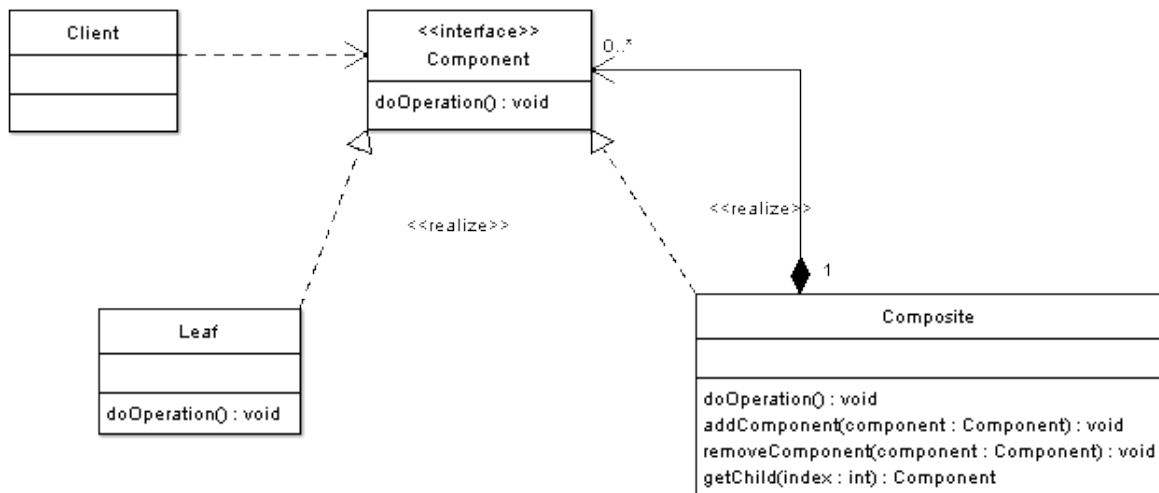 Client
<<interface>>
Component
doOperation() : void
0..*
<<realize>>
<<realize>>
1
Leaf
doOperation() : void
Composite
doOperation() : void
addComponent(component : Component) : void
removeComponent(component : Component) : void
getChild(index : int) : Component